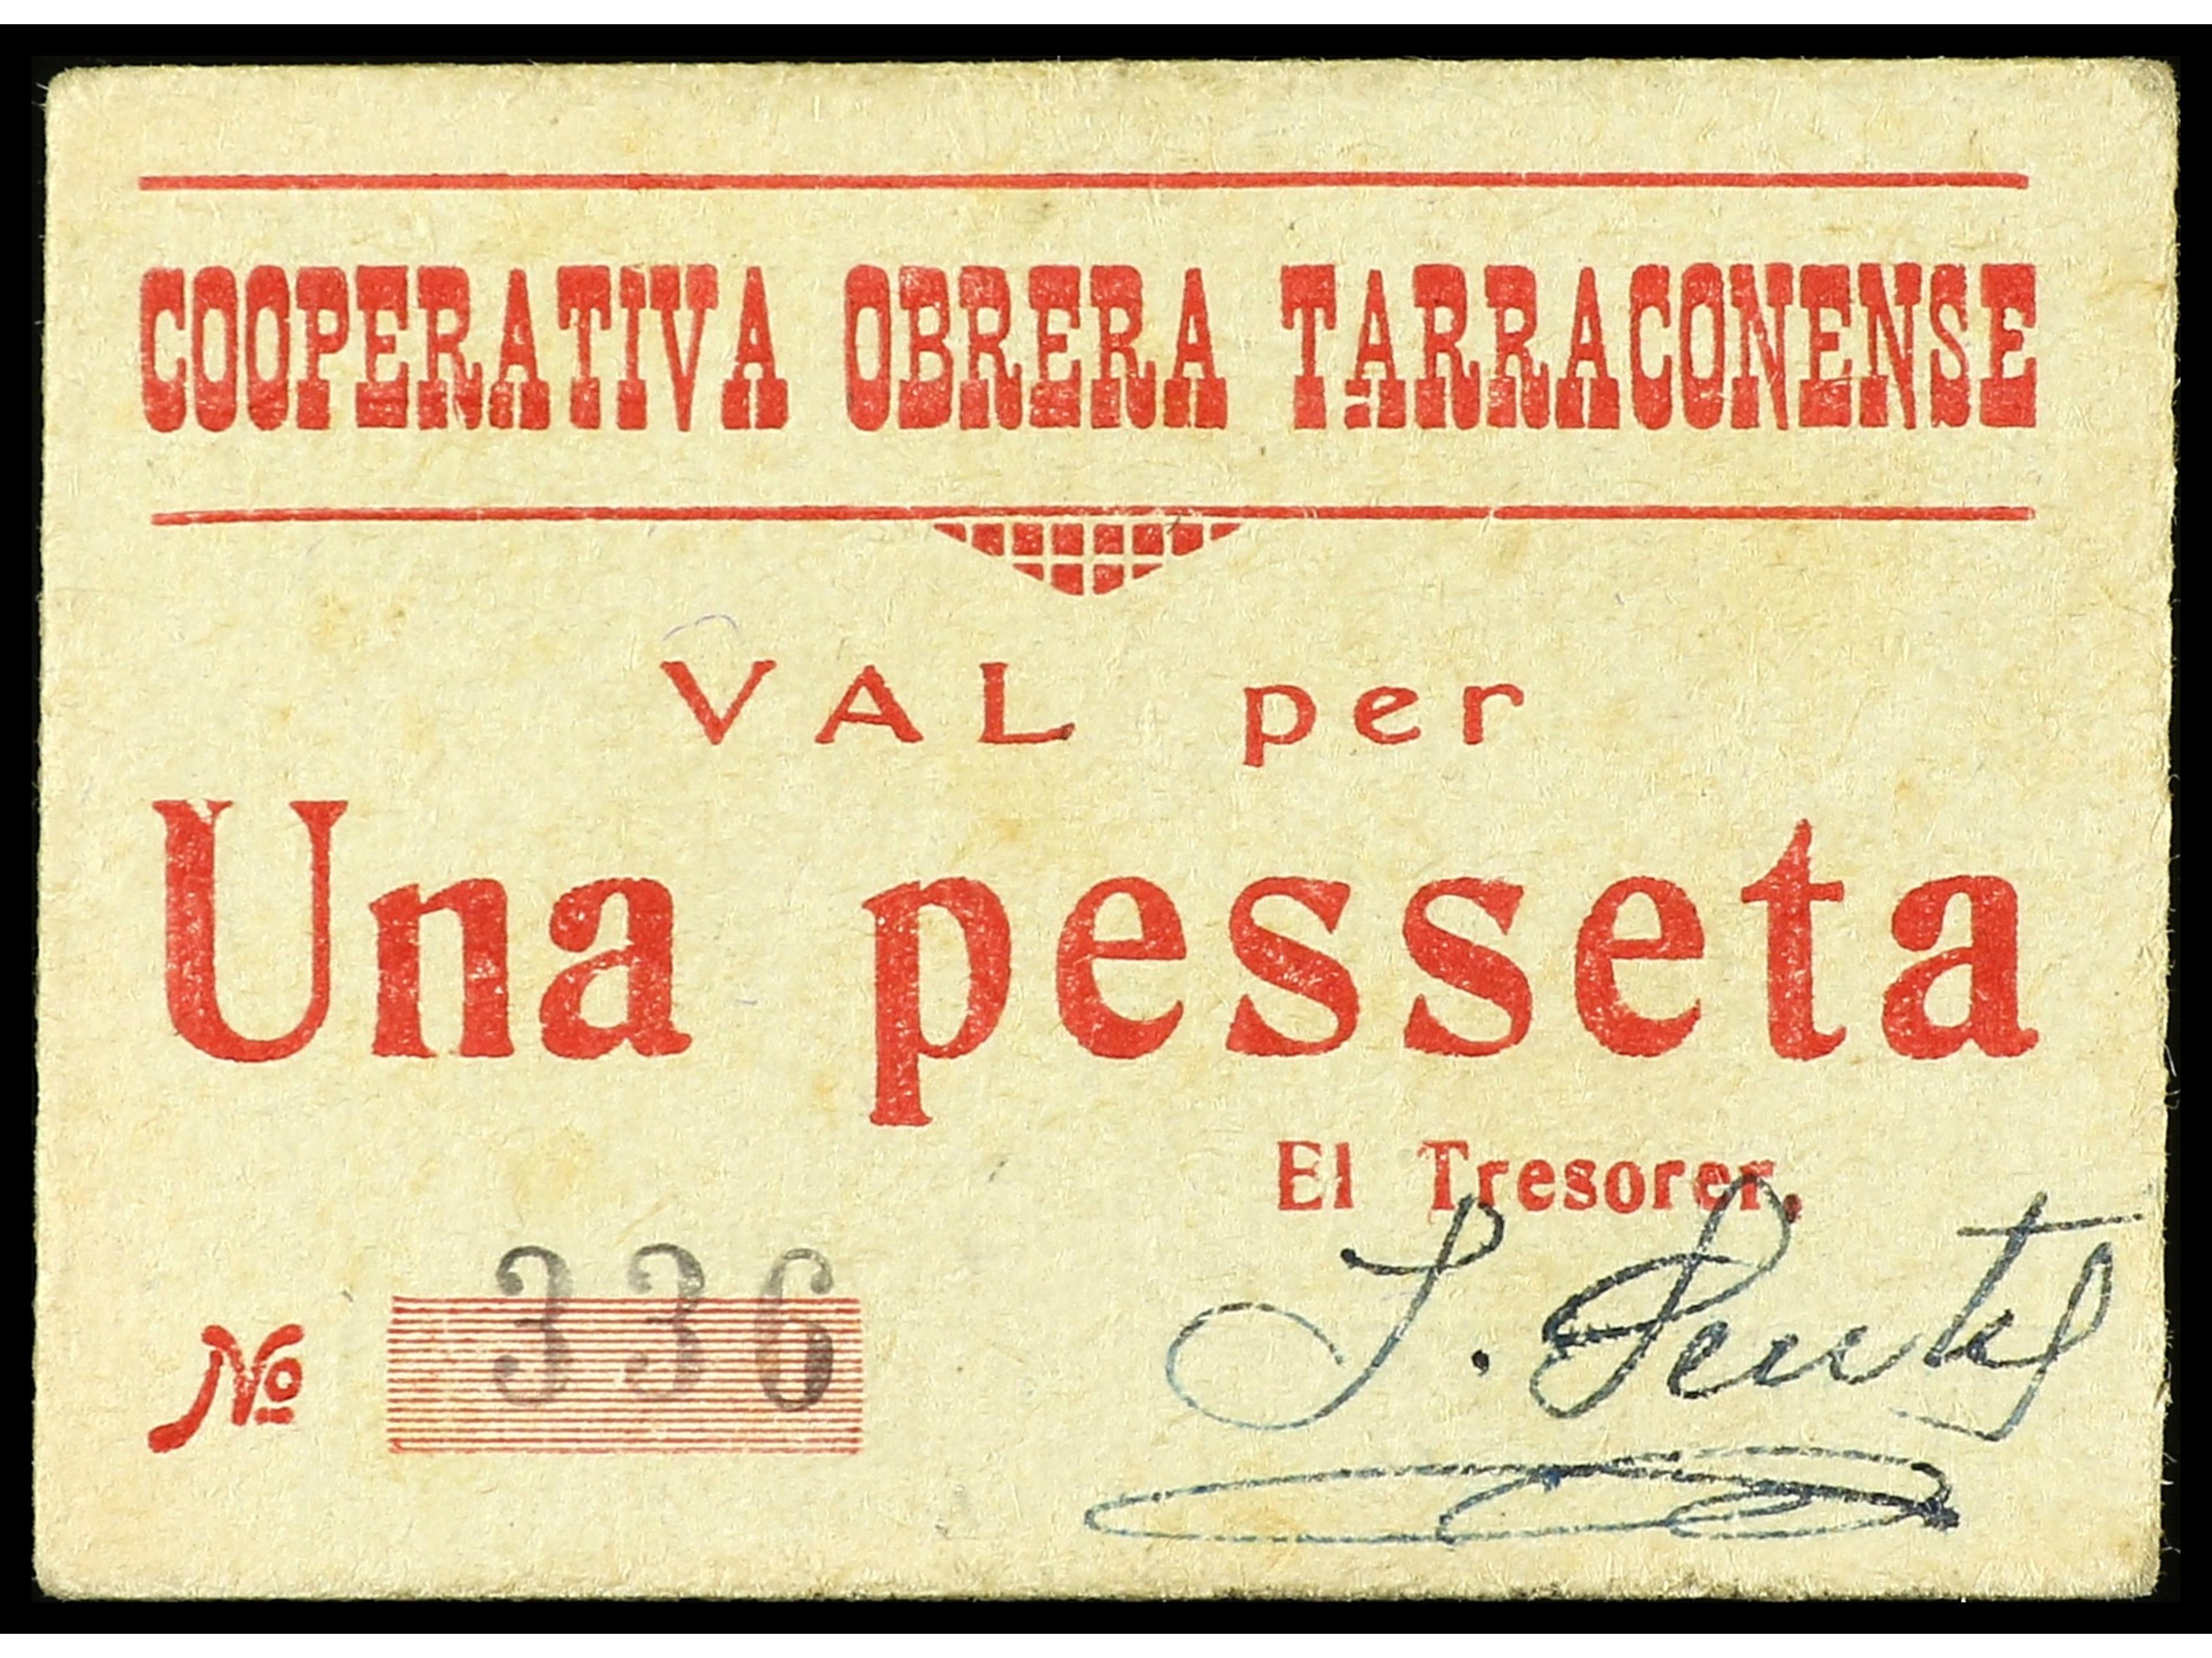 COOPERATIVA OBRERA TARRACONENSE
VAL per
Una pesseta
El Tresorer,
Nº 336